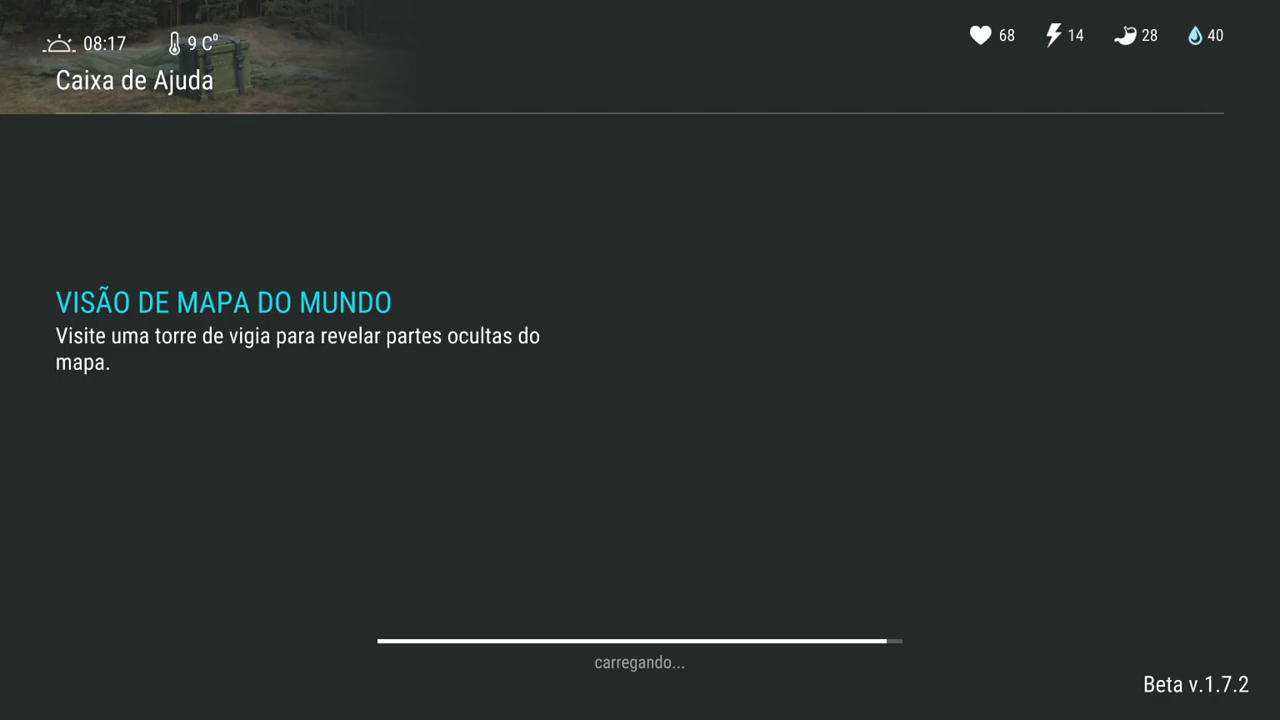 08:17 9 Cº 68 14 28 40
Caixa de Ajuda
VISÃO DE MAPA DO MUNDO
Visite uma torre de vigia para revelar partes ocultas do
mapa.
carregando...
Beta v.1.7.2